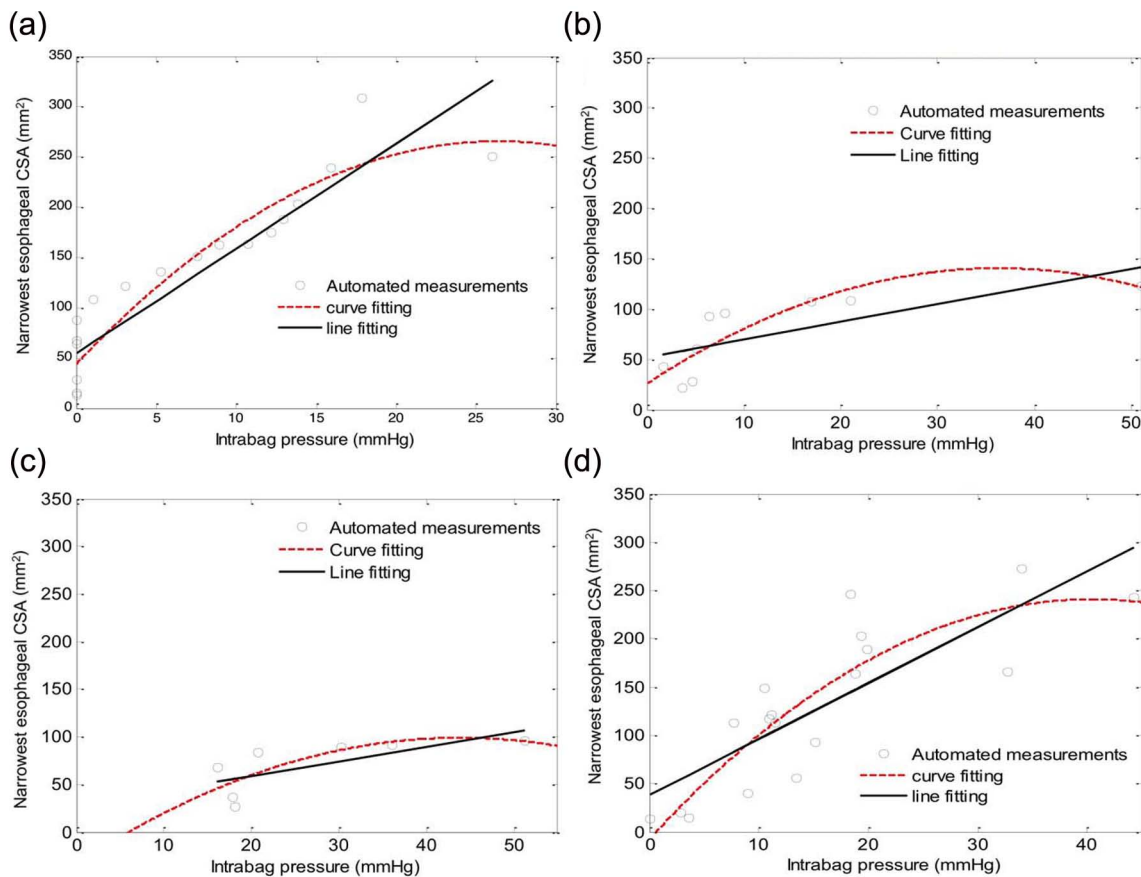 (a)
350
300
250
200
150
100
50
0
Narrowest esophageal CSA (mm²)
Automated measurements
curve fitting
line fitting
0 5 10 15 20 25 30
Intrabag pressure (mmHg)
(b)
350
300
250
200
150
100
50
0
Narrowest esophageal CSA (mm²)
Automated measurements
Curve fitting
Line fitting
0 10 20 30 40 50
Intrabag pressure (mmHg)
(c)
350
300
250
200
150
100
50
0
Narrowest esophageal CSA (mm²)
Automated measurements
Curve fitting
Line fitting
0 10 20 30 40 50
Intrabag pressure (mmHg)
(d)
350
300
250
200
150
100
50
0
Narrowest esophageal CSA (mm²)
Automated measurements
curve fitting
line fitting
0 10 20 30 40
Intrabag pressure (mmHg)